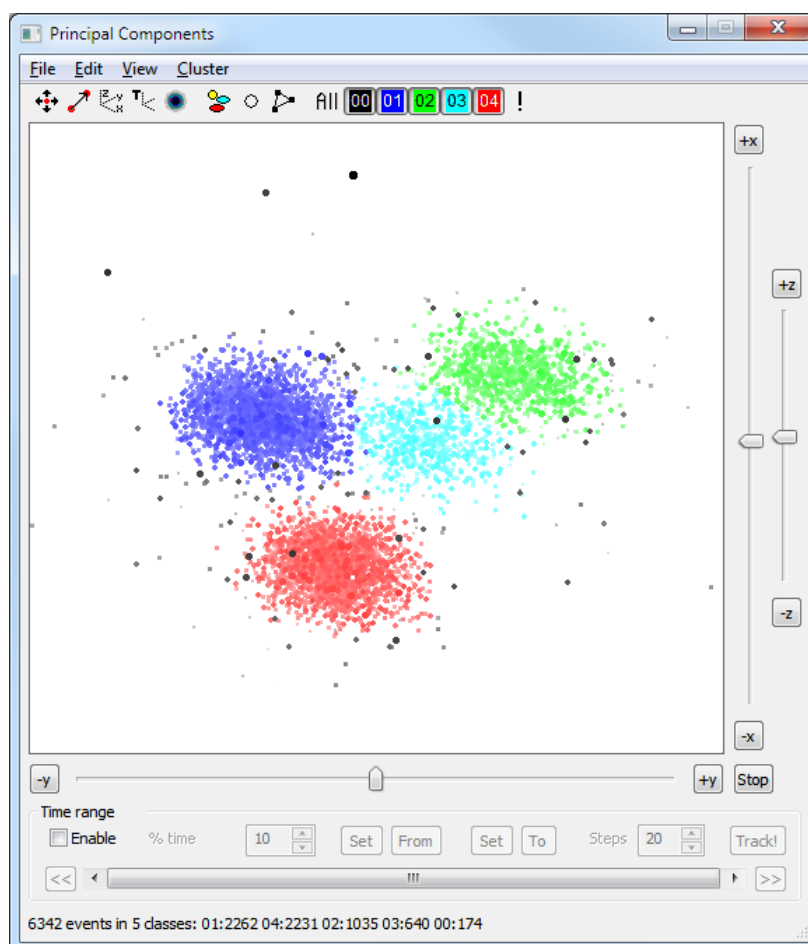 Principal Components
File Edit View Cluster
All 00 01 02 03 04 !
+x
+z
-z
-x
-y +y Stop
Time range
Enable % time 10 Set From Set To Steps 20 Track!
<< >>
6342 events in 5 classes: 01:2262 04:2231 02:1035 03:640 00:174